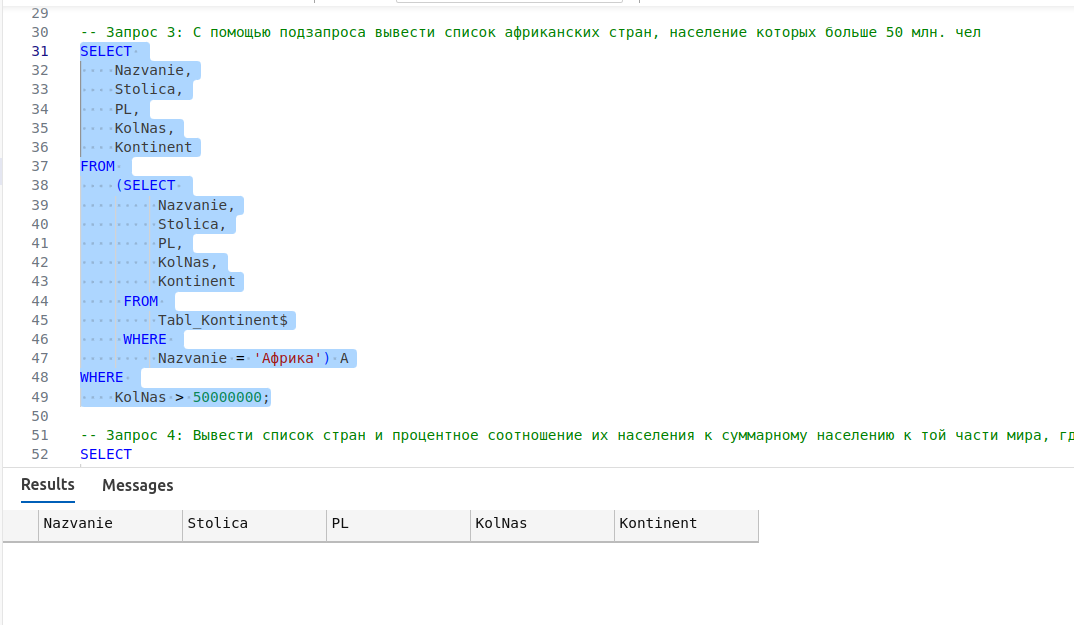 29
30 -- Запрос 3: С помощью подзапроса вывести список африканских стран, население которых больше 50 млн. чел
31 SELECT
32 Nazvanie,
33 Stolica,
34 PL,
35 KolNas,
36 Kontinent
37 FROM
38 (SELECT
39 Nazvanie,
40 Stolica,
41 PL,
42 KolNas,
43 Kontinent
44 FROM
45 Tabl_Kontinent$
46 WHERE
47 Nazvanie = 'Африка') A
48 WHERE
49 KolNas > 50000000;
50
51 -- Запрос 4: Вывести список стран и процентное соотношение их населения к суммарному населению к той части мира, гд
52 SELECT
Results Messages
Nazvanie Stolica PL KolNas Kontinent